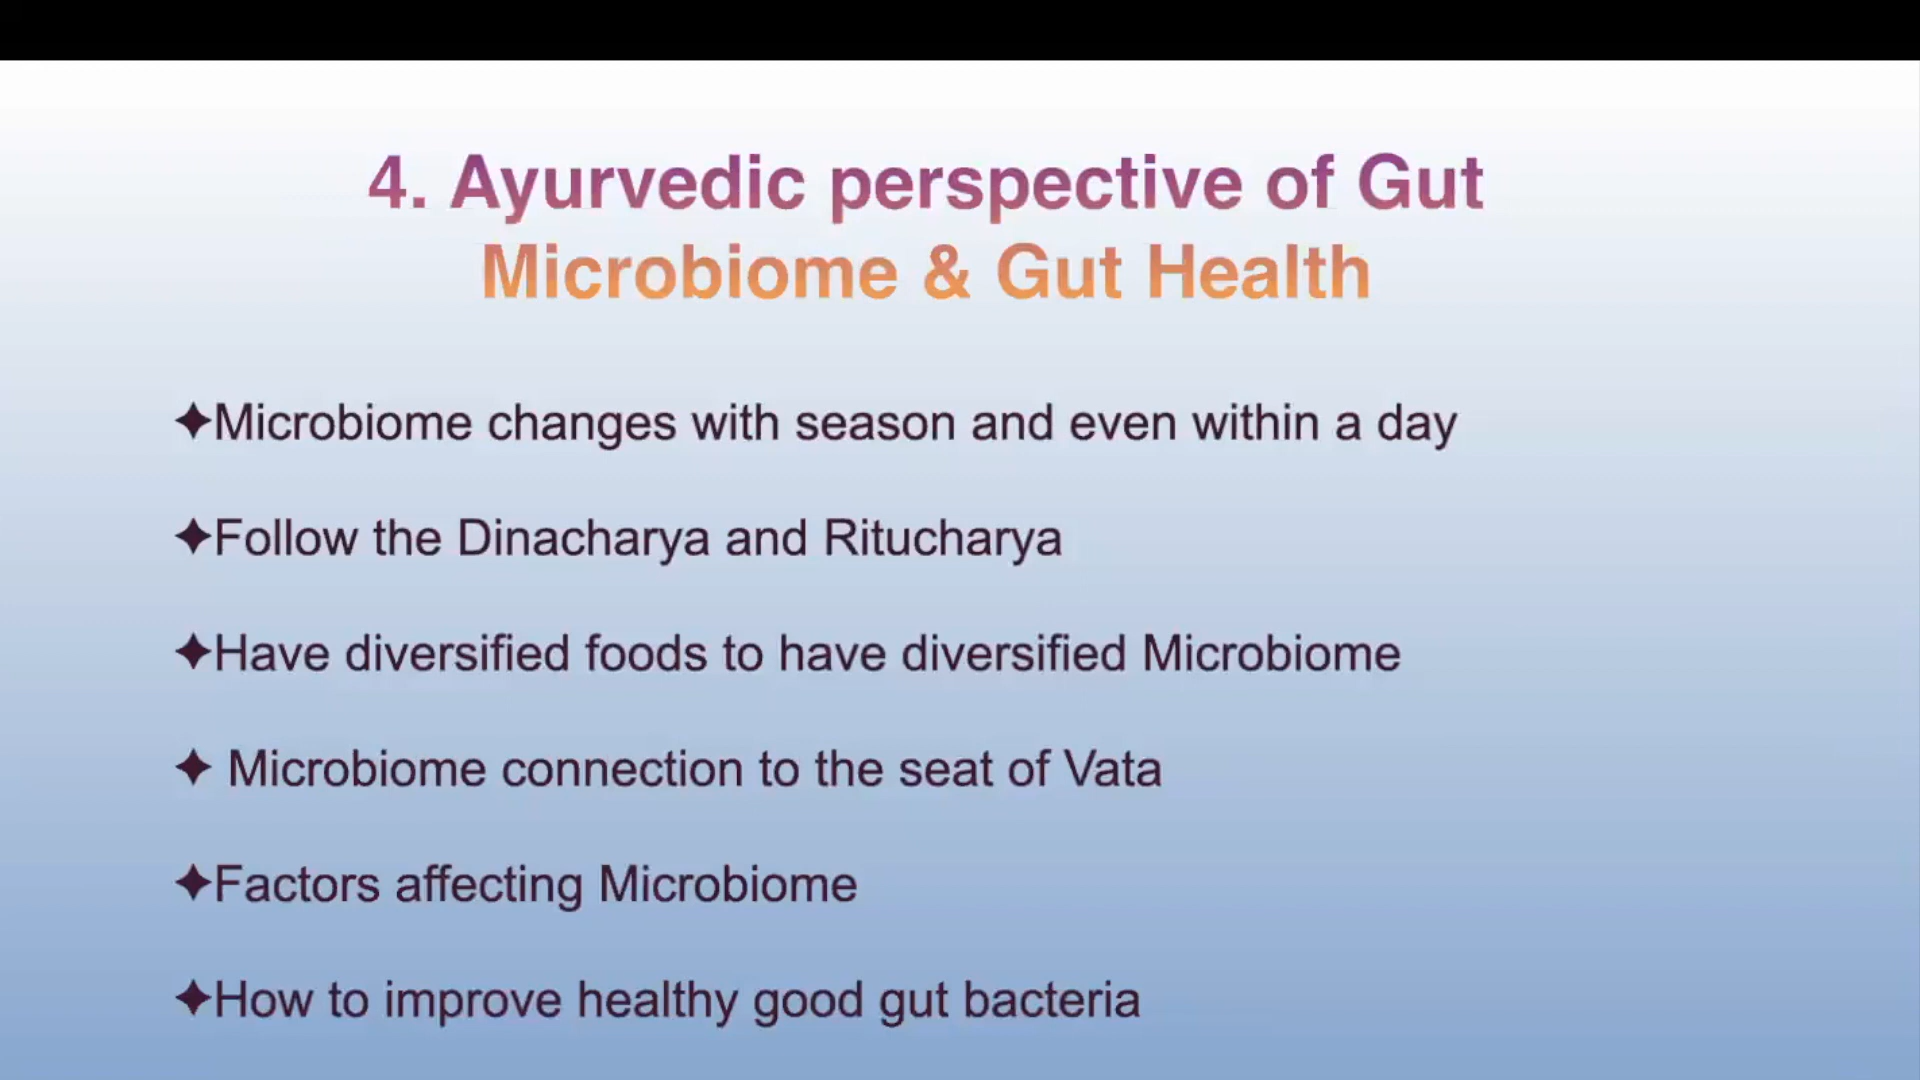 4. Ayurvedic perspective of Gut
Microbiome & Gut Health
✦Microbiome changes with season and even within a day
✦Follow the Dinacharya and Ritucharya
✦Have diversified foods to have diversified Microbiome
✦ Microbiome connection to the seat of Vata
✦Factors affecting Microbiome
✦How to improve healthy good gut bacteria